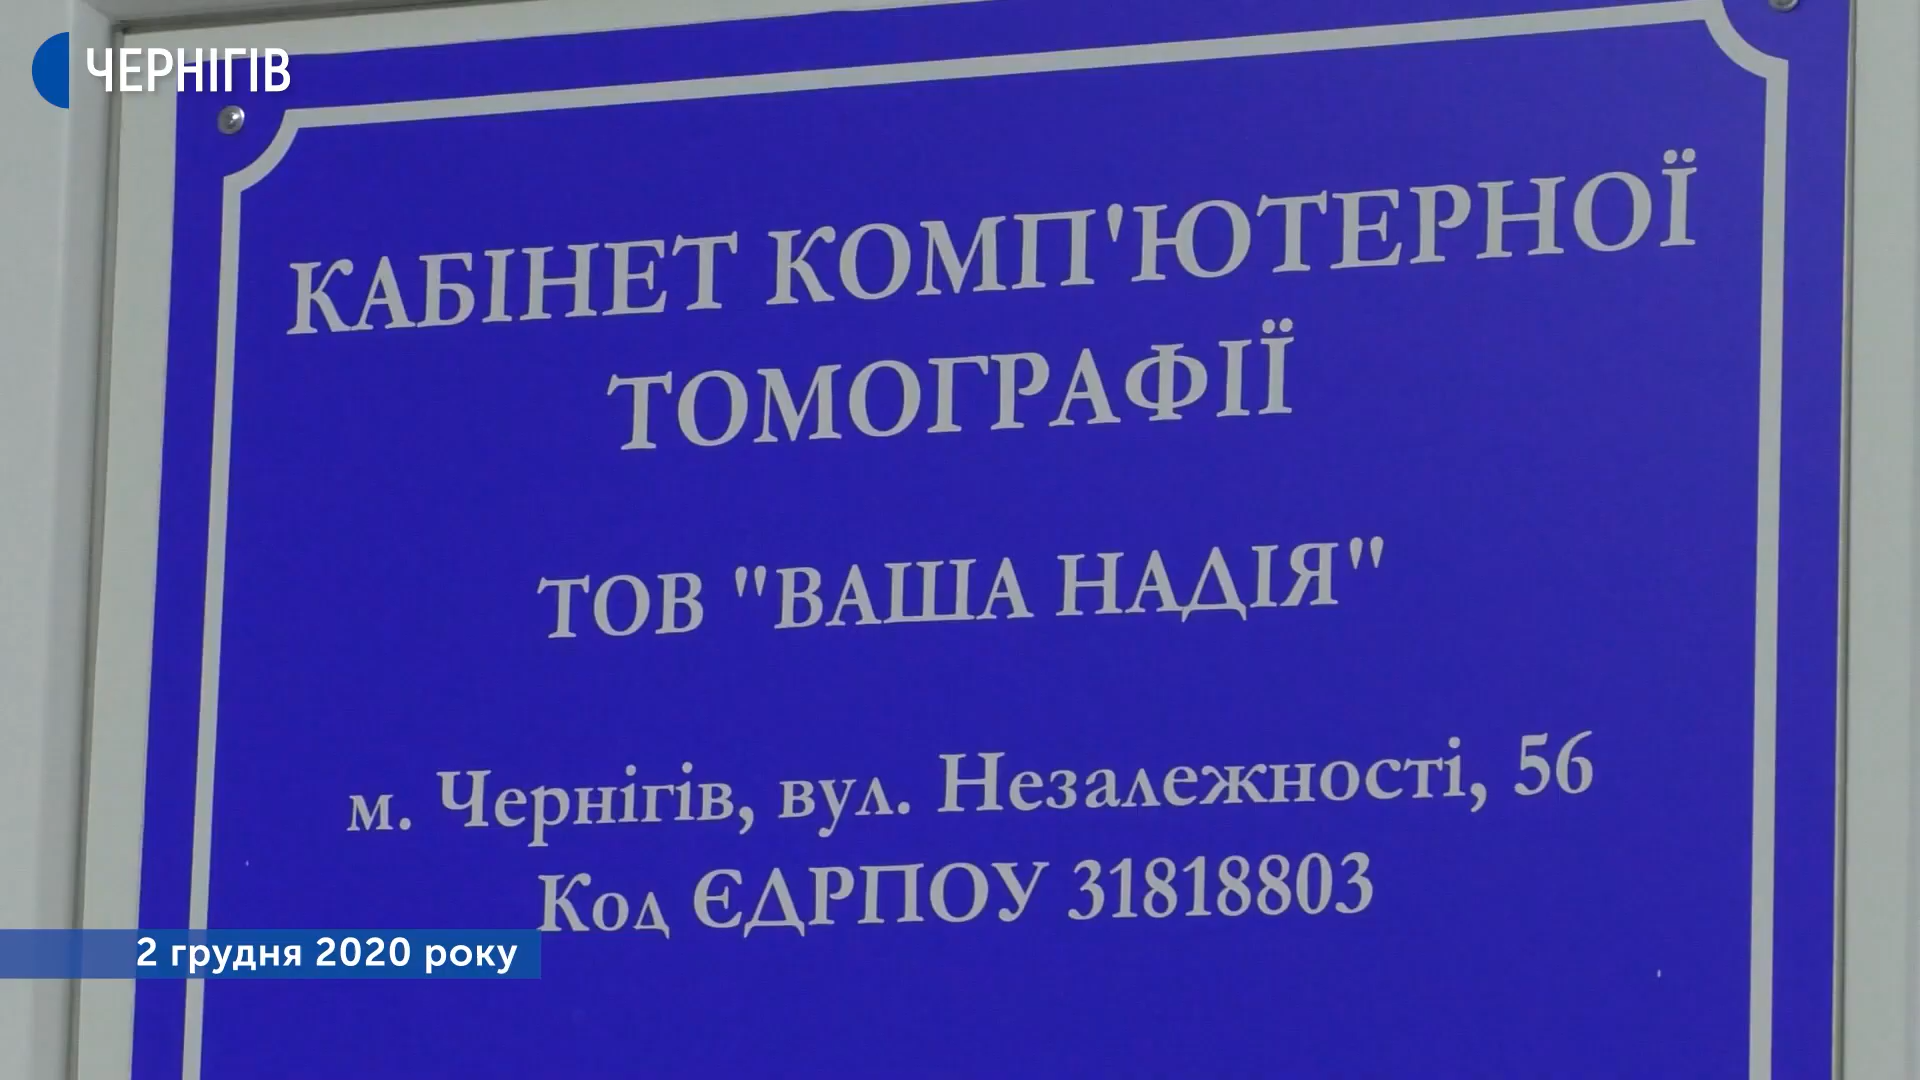 ЧЕРНІГІВ
КАБІНЕТ КОМП'ЮТЕРНОЇ
ТОМОГРАФІЇ
ТОВ "ВАША НАДІЯ"
м. Чернігів, вул. Незалежності, 56
Код ЄДРПОУ 31818803
2 грудня 2020 року